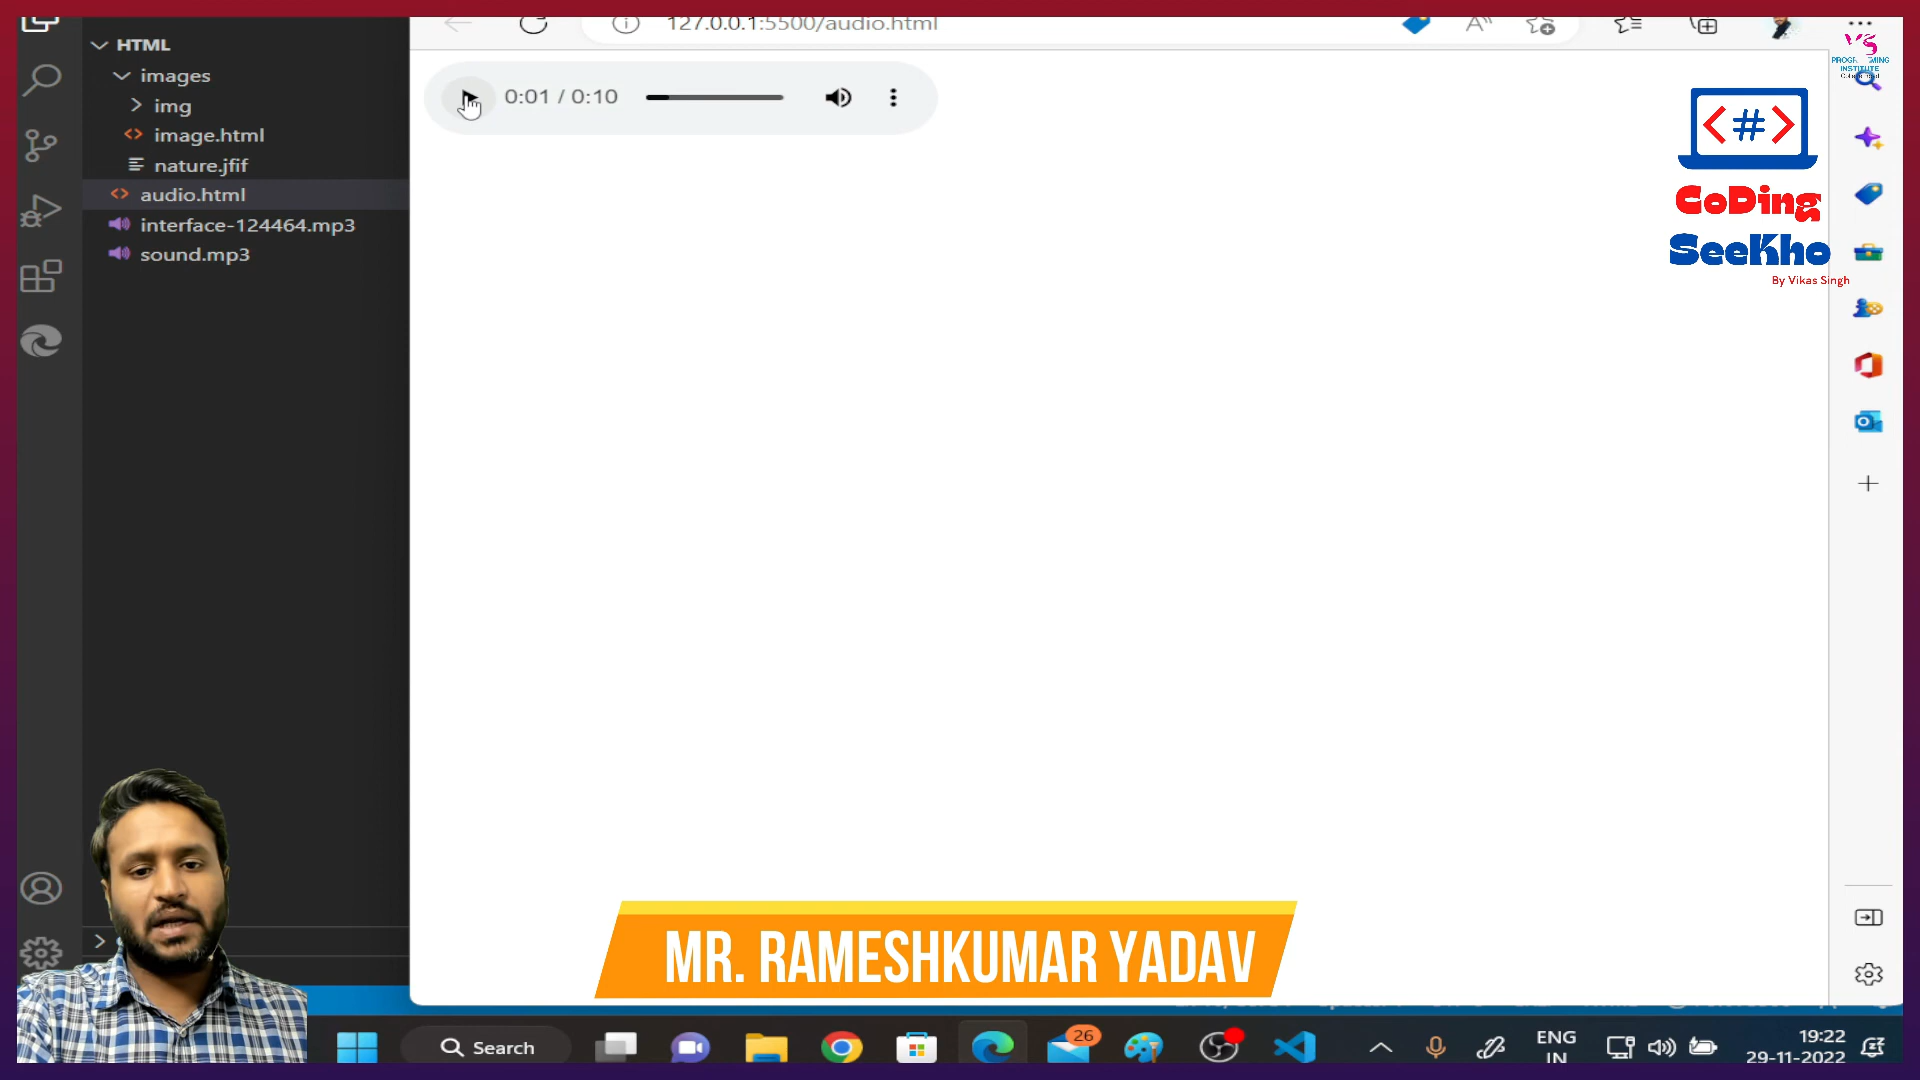 HTML
images
img
image.html
nature.jfif
audio.html
interface-124464.mp3
sound.mp3
127.0.0.1:5500/audio.html
0:01 / 0:10
VS
INSTITUTE
<#>
CoDing
SeeKho
By Vikas Singh
MR. RAMESHKUMAR YADAV
Search
26
ENG
IN
19:22
29-11-2022